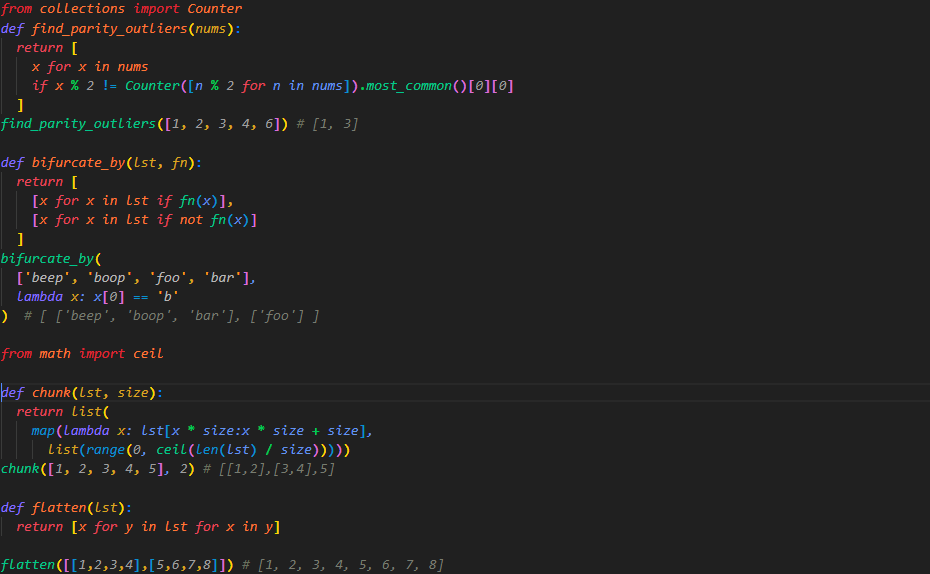 from collections import Counter
def find_parity_outliers(nums):
  return [
    x for x in nums
    if x % 2 != Counter([n % 2 for n in nums]).most_common()[0][0]
  ]
find_parity_outliers([1, 2, 3, 4, 6]) # [1, 3]

def bifurcate_by(lst, fn):
  return [
    [x for x in lst if fn(x)],
    [x for x in lst if not fn(x)]
  ]
bifurcate_by(
  ['beep', 'boop', 'foo', 'bar'],
  lambda x: x[0] == 'b'
)  # [ ['beep', 'boop', 'bar'], ['foo'] ]

from math import ceil

def chunk(lst, size):
  return list(
    map(lambda x: lst[x * size:x * size + size],
      list(range(0, ceil(len(lst) / size)))))
chunk([1, 2, 3, 4, 5], 2) # [[1,2],[3,4],5]

def flatten(lst):
  return [x for y in lst for x in y]

flatten([[1,2,3,4],[5,6,7,8]]) # [1, 2, 3, 4, 5, 6, 7, 8]